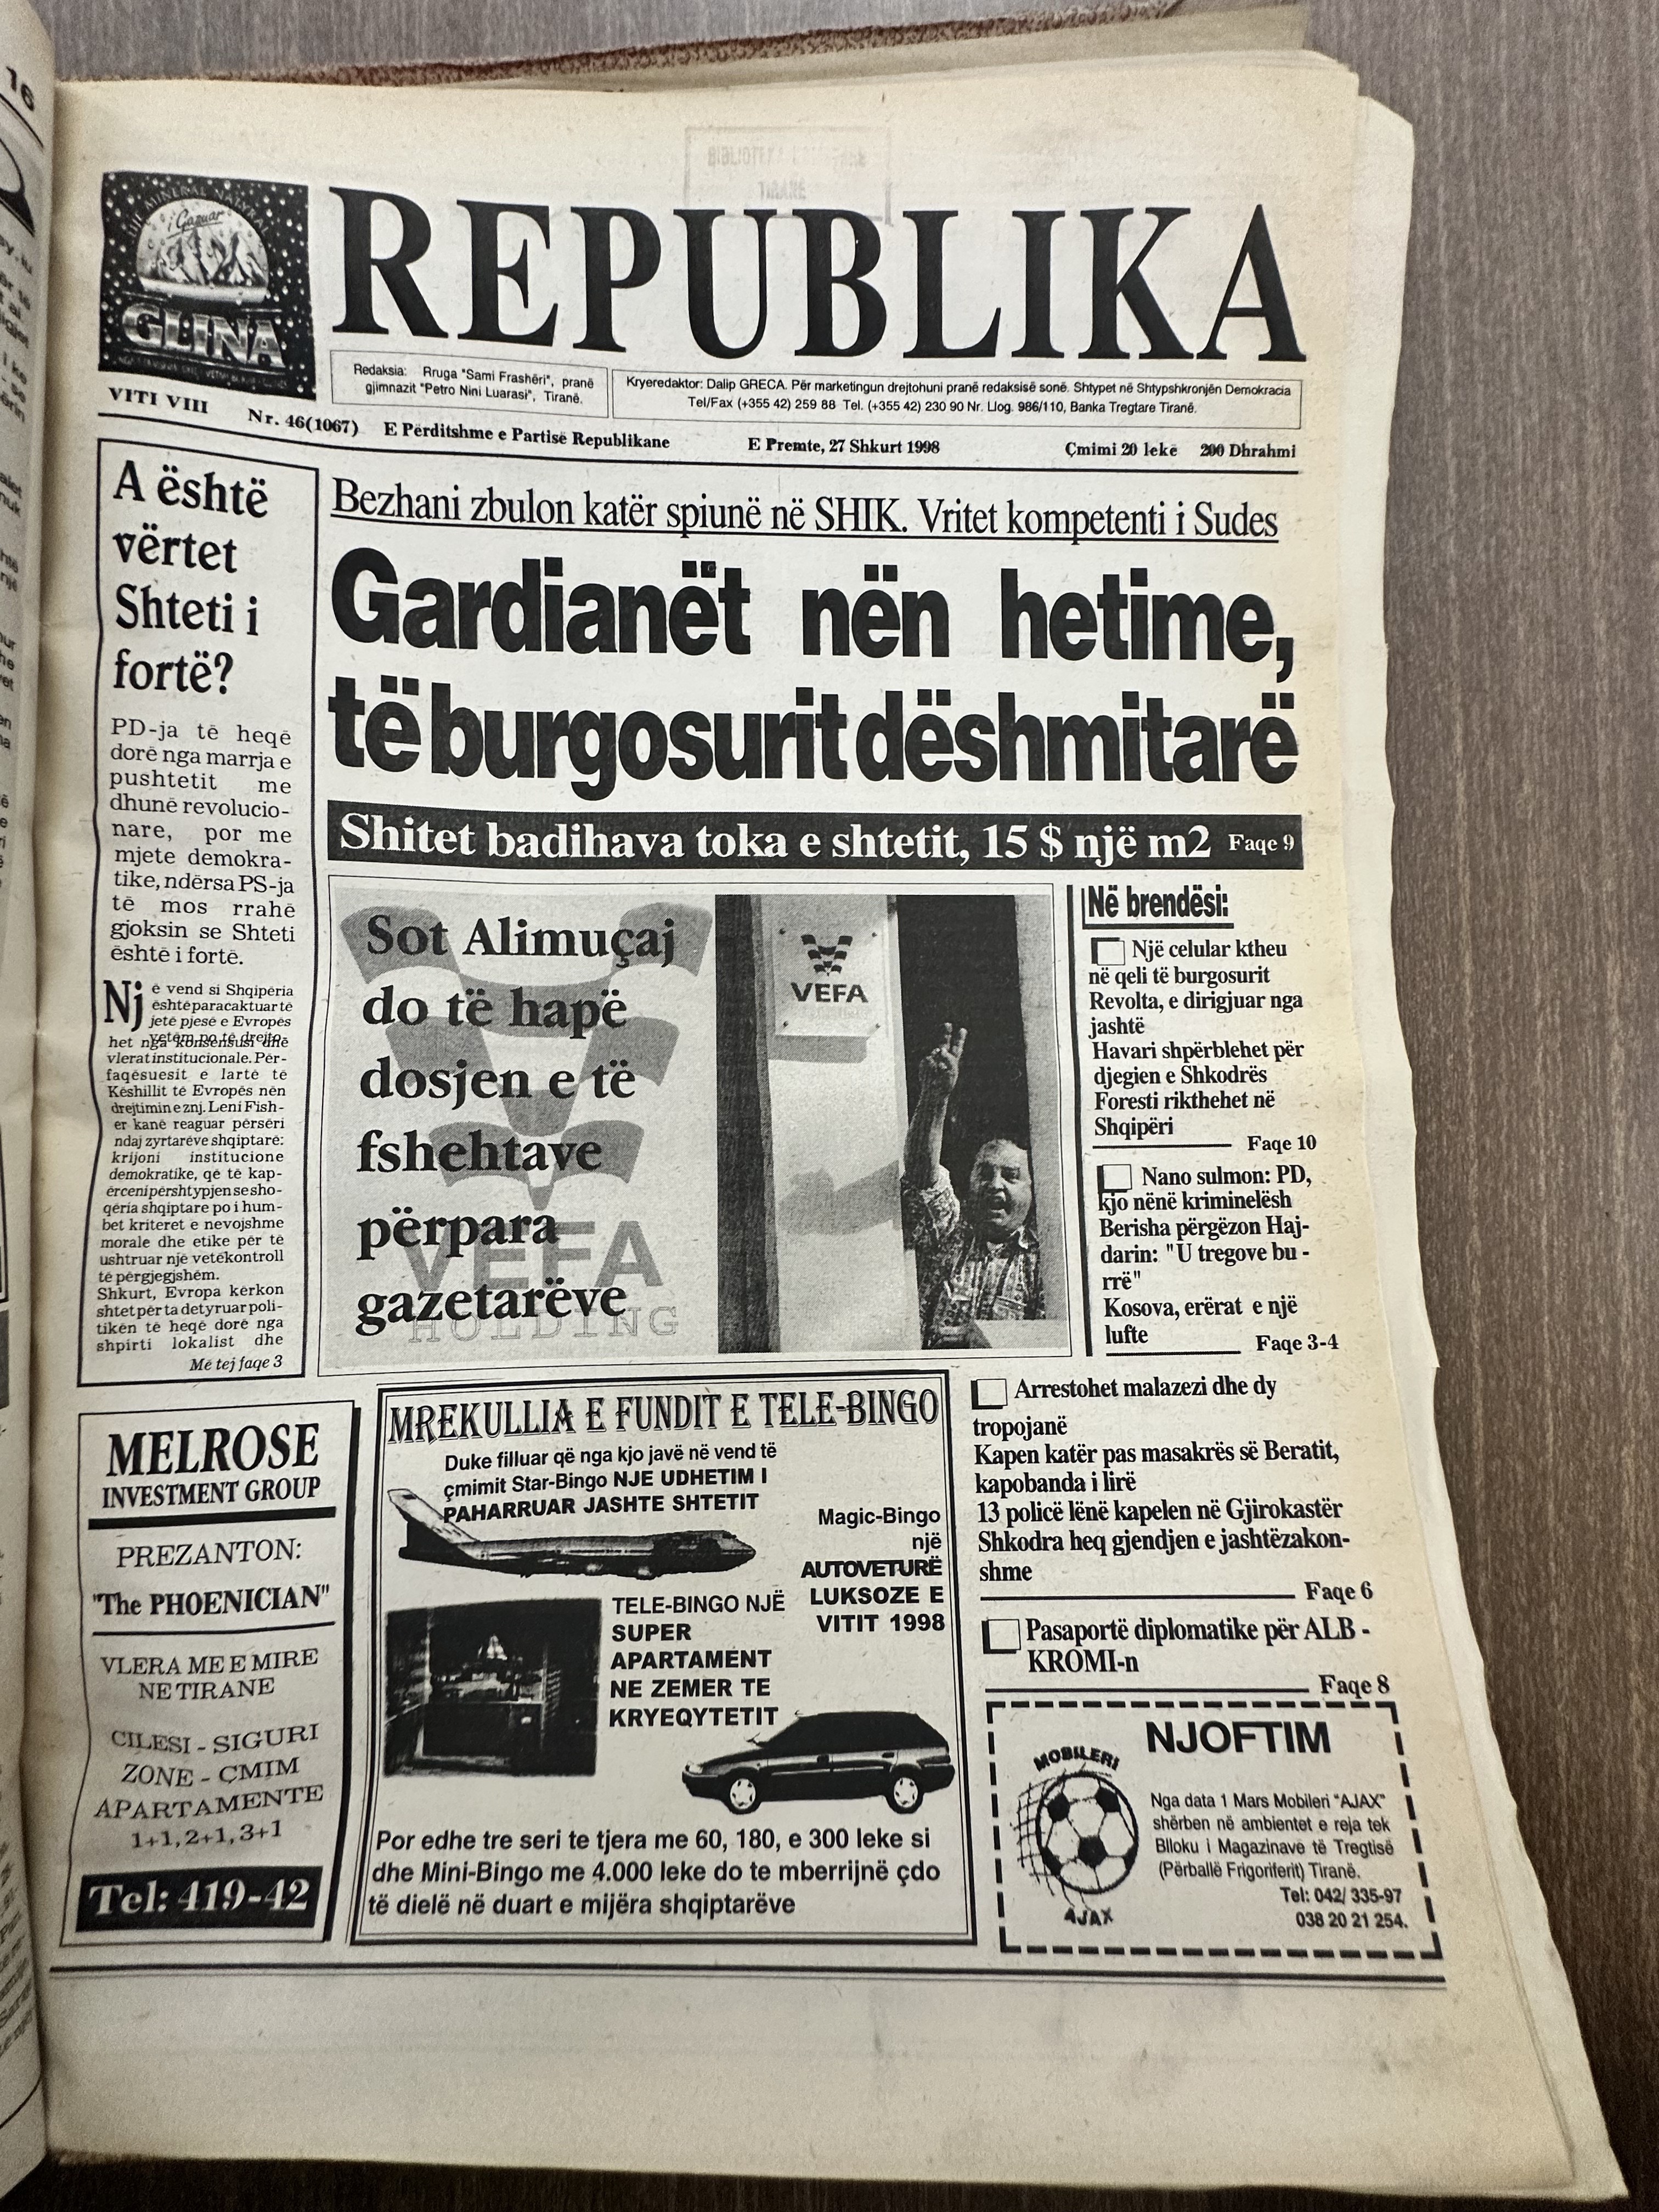 UJE MINERAL NATYRAL
i Gazuar
GLINA
REPUBLIKA
Redaksia: Rruga "Sami Frashëri", pranë
gjimnazit "Petro Nini Luarasi", Tiranë.
Kryeredaktor: Dalip GRECA. Për marketingun drejtohuni pranë redaksisë sonë. Shtypet në Shtypshkronjën Demokracia
Tel/Fax (+355 42) 259 88 Tel. (+355 42) 230 90 Nr. Llog. 986/110, Banka Tregtare Tiranë.
VITI VIII Nr. 46(1067) E Përditshme e Partisë Republikane E Premte, 27 Shkurt 1998 Çmimi 20 lekë 200 Dhrahmi
A është
vërtet
Shteti i
fortë?
PD-ja të heqë
dorë nga marrja e
pushtetit me
dhunë revolucio-
nare, por me
mjete demokra-
tike, ndërsa PS-ja
të mos rrahë
gjoksin se Shteti
është i fortë.
Një vend si Shqipëria
është paracaktuar të
jetë pjesë e Evropës
vetëm po të drejto-
het nga konsensusi dhe
vlerat institucionale. Për-
faqësuesit e lartë të
Këshillit të Evropës nën
drejtimin e znj. Leni Fish-
er kanë reaguar përsëri
ndaj zyrtarëve shqiptarë:
krijoni institucione
demokratike, që të kap-
ërceni përshtypjen se sho-
qëria shqiptare po i hum-
bet kriteret e nevojshme
morale dhe etike për të
ushtruar një vetëkontroll
të përgjegjshëm.
Shkurt, Evropa kërkon
shtet për ta detyruar poli-
tikën të heqë dorë nga
shpirti lokalist dhe
Më tej faqe 3
Bezhani zbulon katër spiunë në SHIK. Vritet kompetenti i Sudes
Gardianët nën hetime,
të burgosurit dëshmitarë
Shitet badihava toka e shtetit, 15 $ një m2 Faqe 9
Sot Alimuçaj
do të hapë
dosjen e të
fshehtave
përpara
gazetarëve
VEFA
HOLDING
VEFA
Në brendësi:
Një celular ktheu
në qeli të burgosurit
Revolta, e dirigjuar nga
jashtë
Havari shpërblehet për
djegien e Shkodrës
Foresti rikthehet në
Shqipëri
Faqe 10
Nano sulmon: PD,
kjo nënë kriminelësh
Berisha përgëzon Haj-
darin: "U tregove bu -
rrë"
Kosova, erërat e një
lufte
Faqe 3-4
Arrestohet malazezi dhe dy
tropojanë
Kapen katër pas masakrës së Beratit,
kapobanda i lirë
13 policë lënë kapelen në Gjirokastër
Shkodra heq gjendjen e jashtëzakon-
shme
Faqe 6
Pasaportë diplomatike për ALB -
KROMI-n
Faqe 8
MELROSE
INVESTMENT GROUP
PREZANTON:
"The PHOENICIAN"
VLERA ME E MIRE
NE TIRANE
CILESI - SIGURI
ZONE - ÇMIM
APARTAMENTE
1+1, 2+1, 3+1
Tel: 419-42
MREKULLIA E FUNDIT E TELE-BINGO
Duke filluar që nga kjo javë në vend të
çmimit Star-Bingo NJE UDHETIM I
PAHARRUAR JASHTE SHTETIT
Magic-Bingo
një
AUTOVETURË
LUKSOZE E
VITIT 1998
TELE-BINGO NJË
SUPER
APARTAMENT
NE ZEMER TE
KRYEQYTETIT
Por edhe tre seri te tjera me 60, 180, e 300 leke si
dhe Mini-Bingo me 4.000 leke do te mberrijnë çdo
të dielë në duart e mijëra shqiptarëve
NJOFTIM
MOBILERI
AJAX
Nga data 1 Mars Mobileri "AJAX"
shërben në ambientet e reja tek
Blloku i Magazinave të Tregtisë
(Përballë Frigoriferit) Tiranë.
Tel: 042/ 335-97
038 20 21 254.